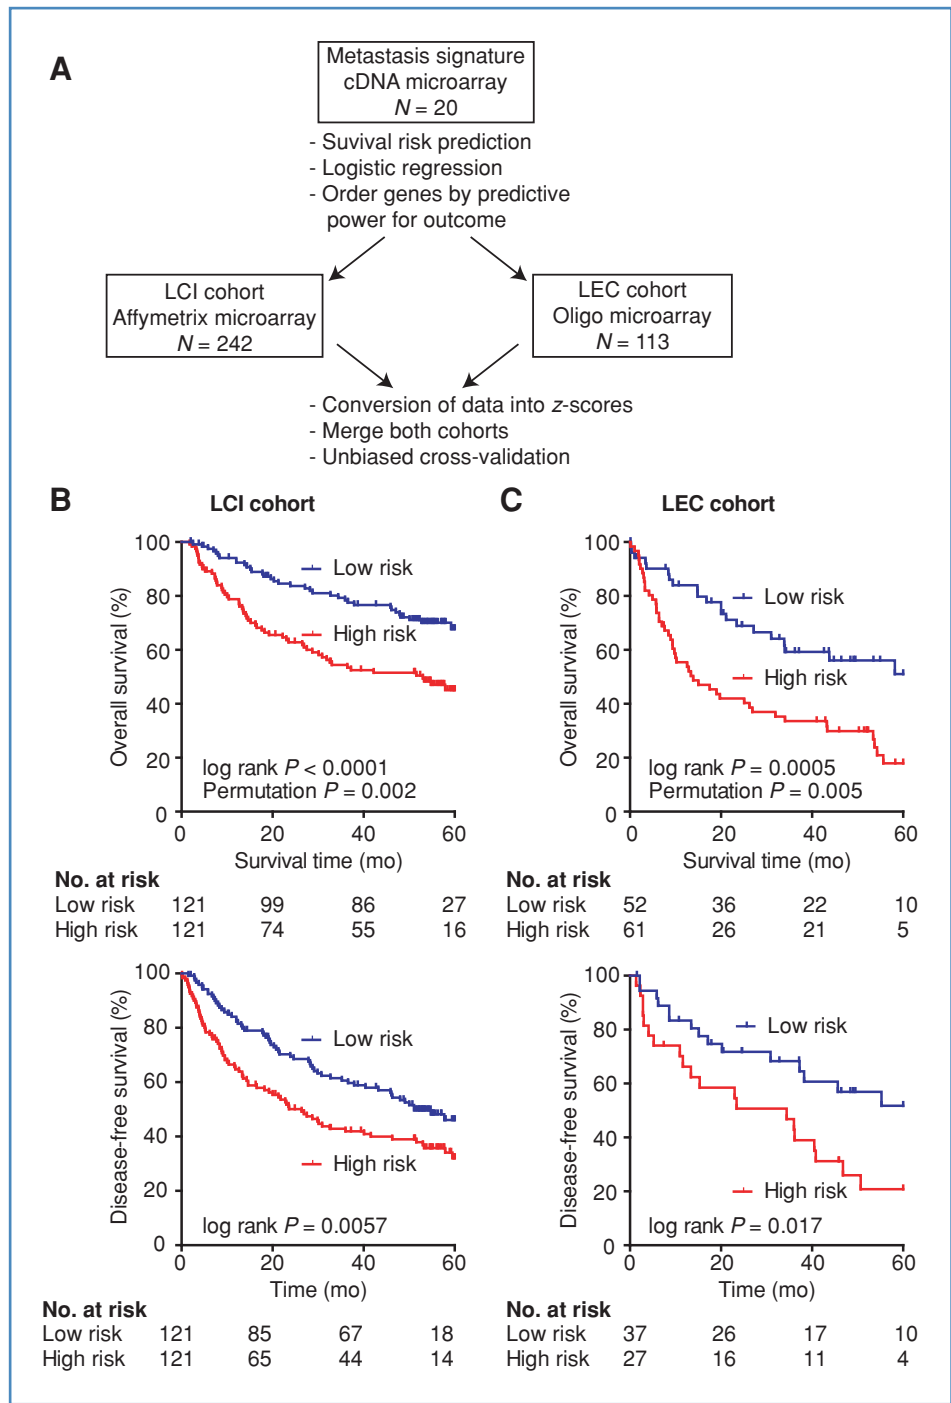 A
Metastasis signature
cDNA microarray
N = 20
- Suvival risk prediction
- Logistic regression
- Order genes by predictive
power for outcome
LCI cohort
Affymetrix microarray
N = 242
LEC cohort
Oligo microarray
N = 113
- Conversion of data into z-scores
- Merge both cohorts
- Unbiased cross-validation
B
LCI cohort
Overall survival (%)
100
80
60
40
20
0
Low risk
High risk
log rank P < 0.0001
Permutation P = 0.002
0 20 40 60
Survival time (mo)
No. at risk
Low risk 121 99 86 27
High risk 121 74 55 16
Disease-free survival (%)
100
80
60
40
20
0
Low risk
High risk
log rank P = 0.0057
0 20 40 60
Time (mo)
No. at risk
Low risk 121 85 67 18
High risk 121 65 44 14
C
LEC cohort
Overall survival (%)
100
80
60
40
20
0
Low risk
High risk
log rank P = 0.0005
Permutation P = 0.005
0 20 40 60
Survival time (mo)
No. at risk
Low risk 52 36 22 10
High risk 61 26 21 5
Disease-free survival (%)
100
80
60
40
20
0
Low risk
High risk
log rank P = 0.017
0 20 40 60
Time (mo)
No. at risk
Low risk 37 26 17 10
High risk 27 16 11 4